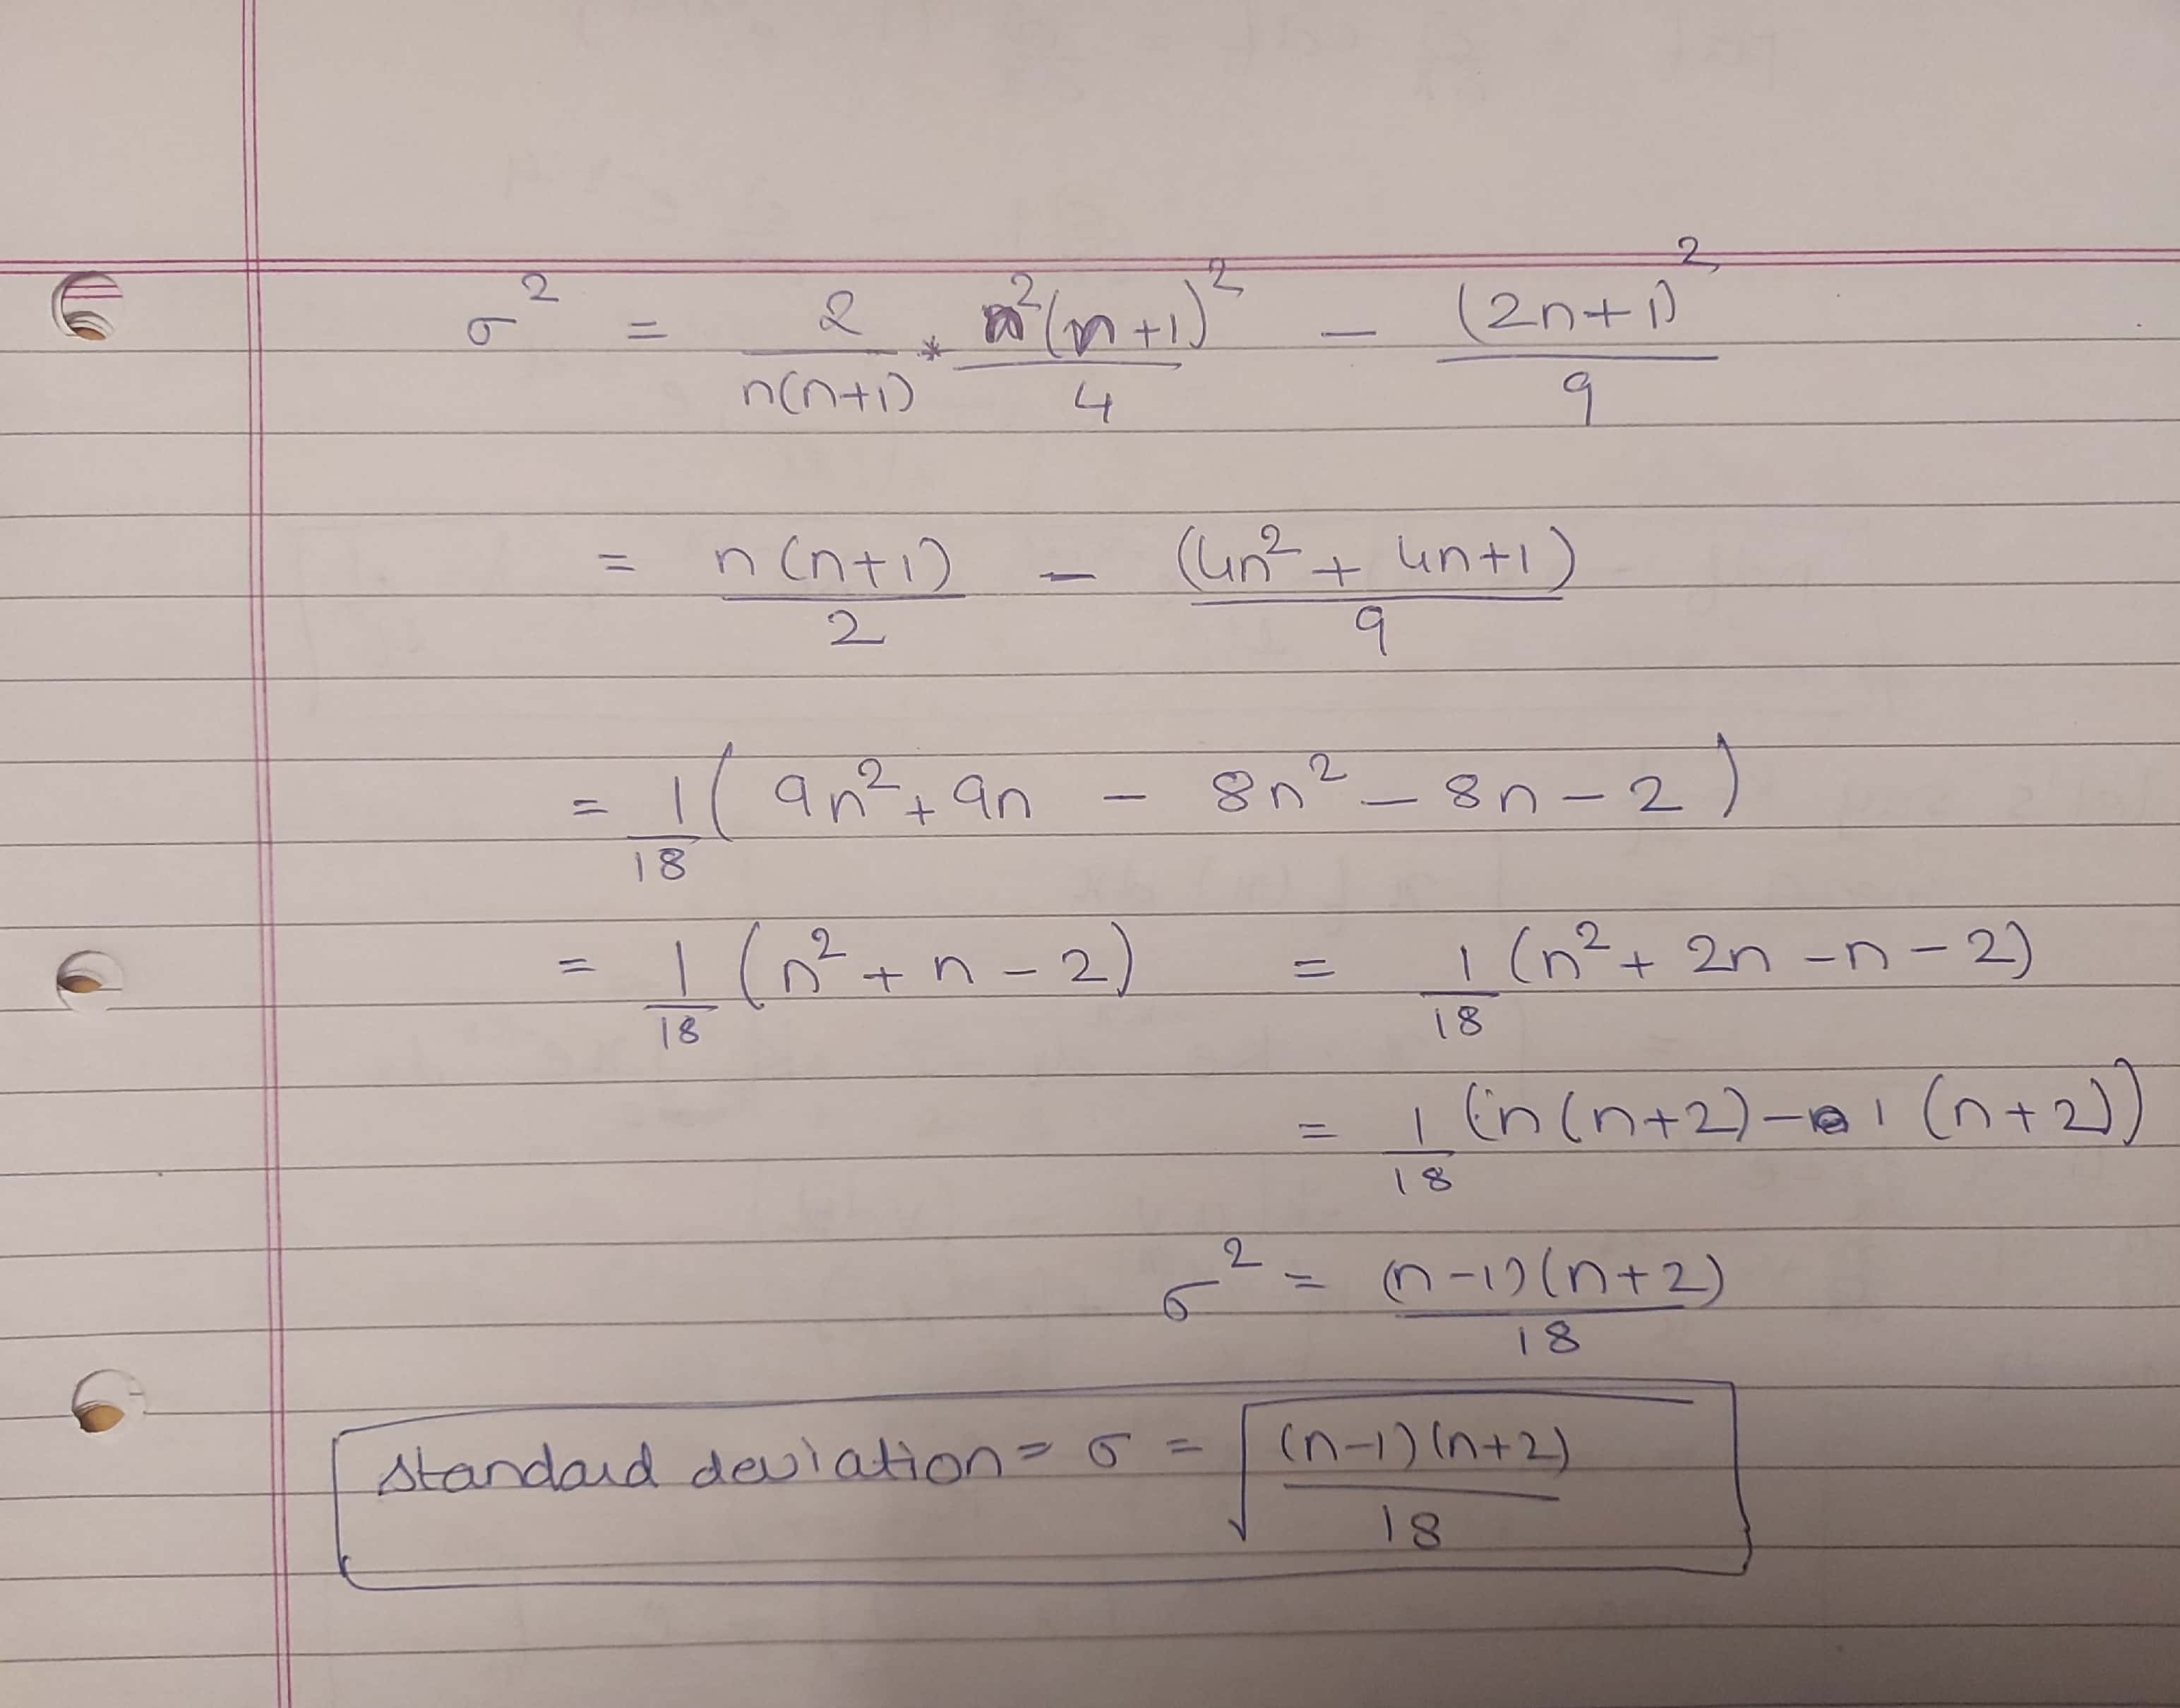 σ² = 2/n(n+1) * n²(n+1)²/4 − (2n+1)²/9
= n(n+1)/2 − (4n² + 4n+1)/9
= 1/18 ( 9n² + 9n − 8n² − 8n − 2 )
= 1/18 (n² + n − 2) = 1/18 (n² + 2n − n − 2)
= 1/18 (n(n+2) − 1 (n+2))
σ² = (n−1)(n+2)/18
standard deviation = σ = √((n−1)(n+2)/18)